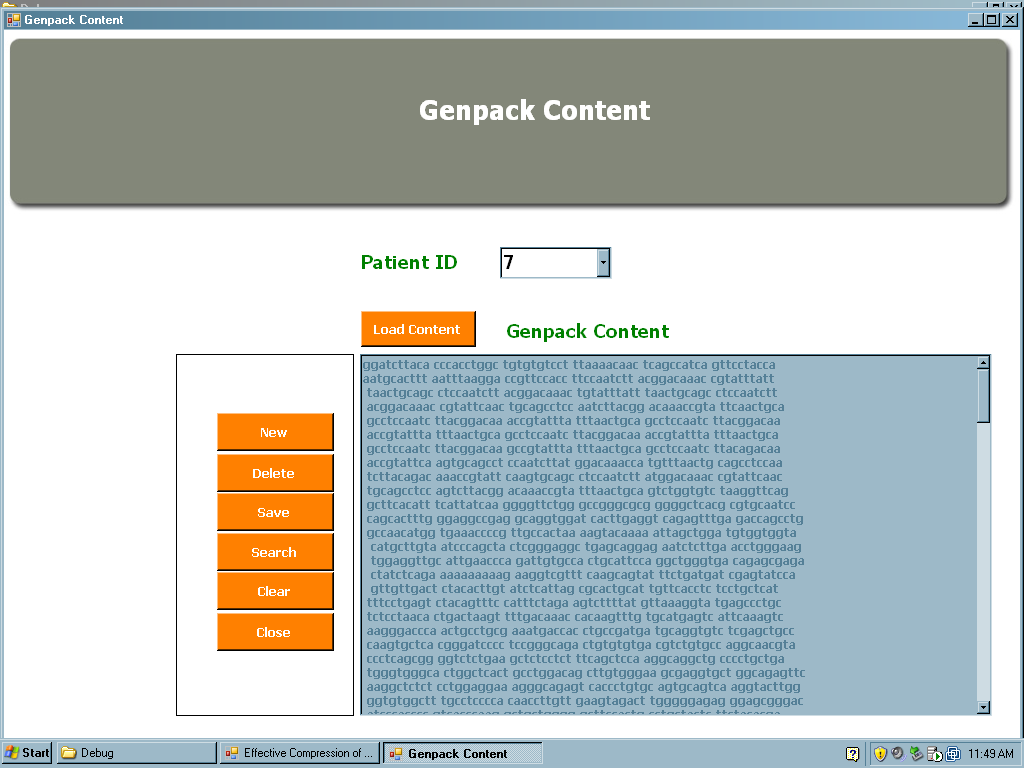 Genpack Content
Genpack Content
Patient ID
7
Load Content
Genpack Content
New
Delete
Save
Search
Clear
Close
ggatcttaca cccacctggc tgtgtgtcct ttaaaacaac tcagccatca gttcctacca
aatgcacttt aatttaagga ccgttccacc ttccaatctt acggacaaac cgtatttatt
taactgcagc ctccaatctt acggacaaac tgtatttatt taactgcagc ctccaatctt
acggacaaac cgtattcaac tgcagcctcc aatcttacgg acaaaccgta ttcaactgca
gcctccaatc ttacggacaa accgtattta tttaactgca gcctccaatc ttacggacaa
accgtattta tttaactgca gcctccaatc ttacggacaa accgtattta tttaactgca
gcctccaatc ttacggacaa gccgtattta tttaactgca gcctccaatc ttacagacaa
accgtattca agtgcagcct ccaatcttat ggacaaacca tgtttaactg cagcctccaa
tcttacagac aaaccgtatt caagtgcagc ctccaatctt atggacaaac cgtattcaac
tgcagcctcc agtcttacgg acaaaccgta tttaactgca gtctggtgtc taaggttcag
gcttcacatt tcattatcaa ggggttctgg gccgggcgcg ggggctcacg cgtgcaatcc
cagcactttg ggaggccgag gcaggtggat cacttgaggt cagagtttga gaccagcctg
gccaacatgg tgaaaccccg ttgccactaa aagtacaaaa attagctgga tgtggtggta
catgcttgta atcccagcta ctcgggaggc tgagcaggag aatctcttga acctgggaag
tggaggttgc attgaaccca gattgtgcca ctgcattcca ggctgggtga cagagcgaga
ctatctcaga aaaaaaaaag aaggtcgttt caagcagtat ttctgatgat cgagtatcca
gttgttgact ctacacttgt atctcattag cgcactgcat tgttcacctc tcctgctcat
tttcctgagt ctacagtttc catttctaga agtcttttat gttaaaggta tgagccctgc
tctcctaaca ctgactaagt tttgacaaac cacaagtttg tgcatgagtc attcaaagtc
aagggaccca actgcctgcg aaatgaccac ctgccgatga tgcaggtgtc tcgagctgcc
caagtgctca cgggatcccc tccgggcaga ctgtgtgtga cgtctgtgcc aggcaacgta
cccctcagcgg ggtctctgaa gctctcctct ttcagctcca aggcaggctg cccctgctga
tgggtgggca ctggctcact gcctggacag cttgtgggaa gcgaggtgct ggcagagttc
aaggctctct cctggaggaa agggcagagt caccctgtgc agtgcagtca aggtacttgg
ggtgtggctt tgcctcccca caaccttgtt gaagtagact tgggggagag ggagcgggac
Start
Debug
Effective Compression of ...
Genpack Content
11:49 AM